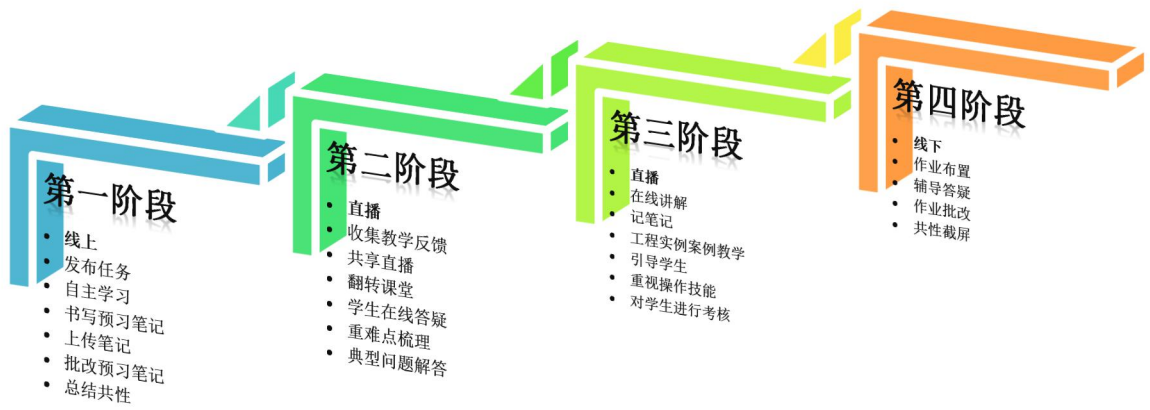 第一阶段
• 线上
• 发布任务
• 自主学习
• 书写预习笔记
• 上传笔记
• 批改预习笔记
• 总结共性
第二阶段
• 直播
• 收集教学反馈
• 共享直播
• 翻转课堂
• 学生在线答疑
• 重难点梳理
• 典型问题解答
第三阶段
• 直播
• 在线讲解
• 记笔记
• 工程实例案例教学
• 引导学生
• 重视操作技能
• 对学生进行考核
第四阶段
• 线下
• 作业布置
• 辅导答疑
• 作业批改
• 共性截屏